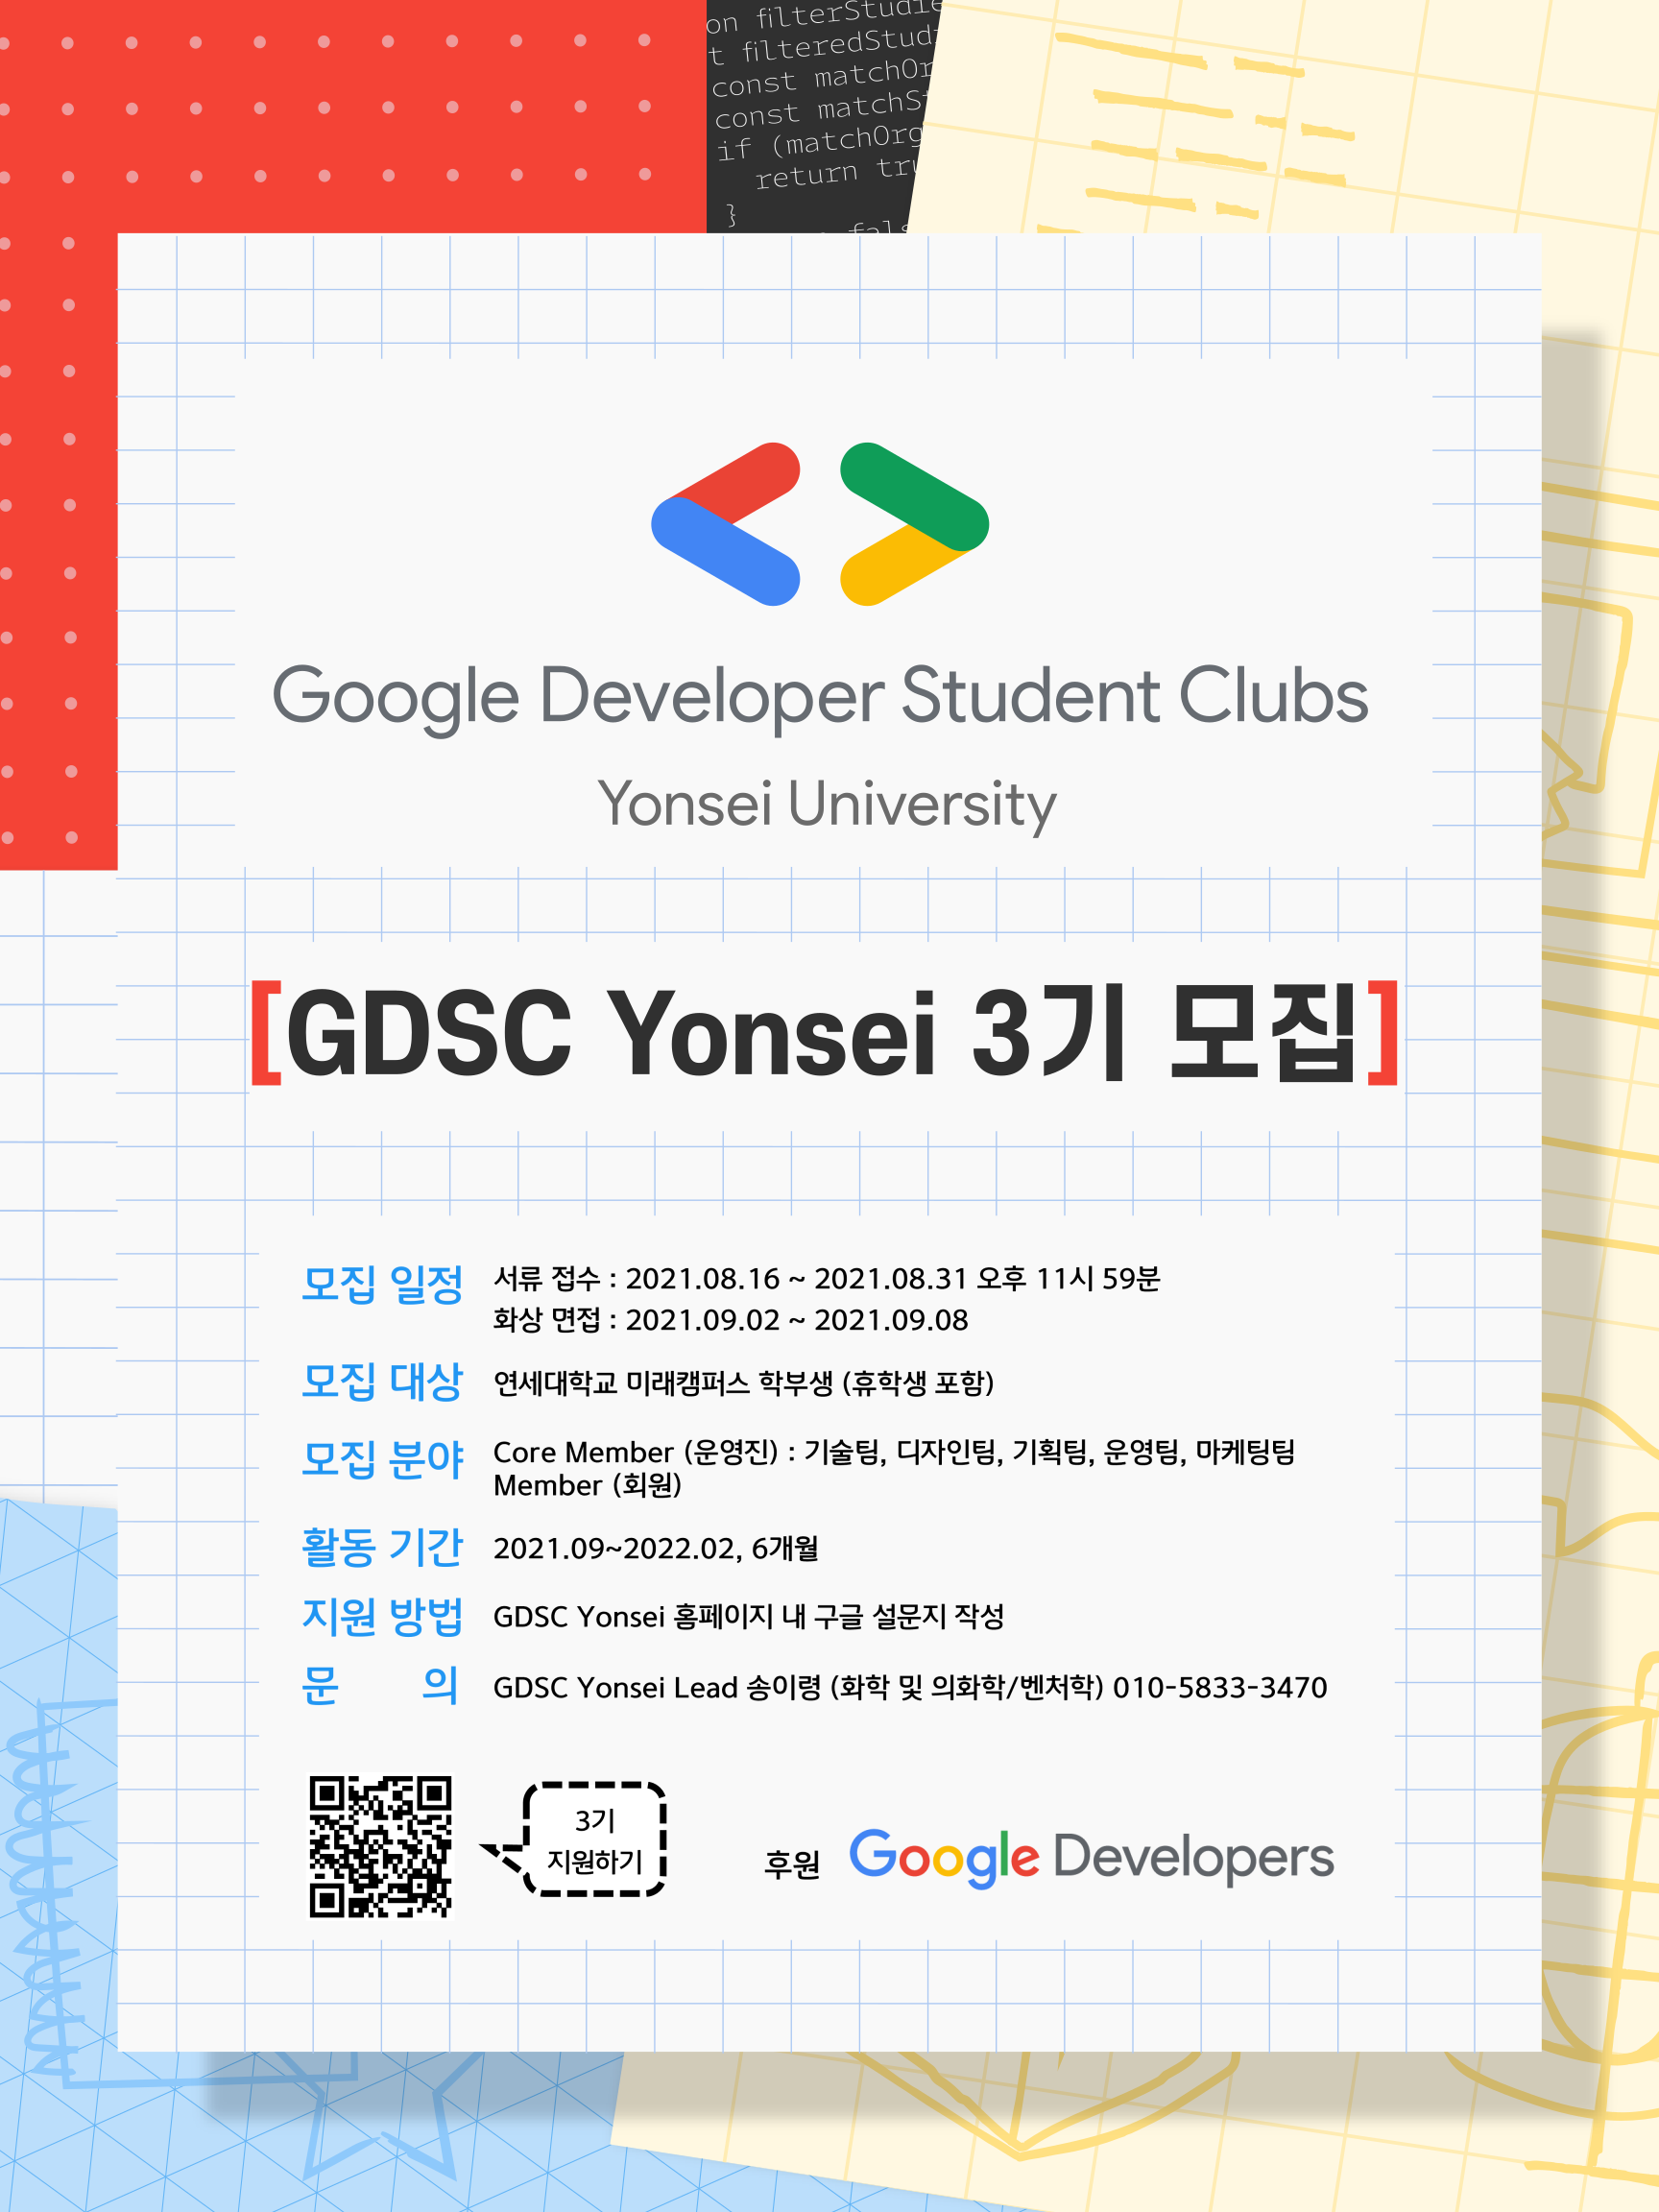 on filterStudie
t filteredStudi
const matchOr
const matchSt
if (matchOrg
return tru
}
fals
Google Developer Student Clubs
Yonsei University
[GDSC Yonsei 3기 모집]
모집 일정 서류 접수 : 2021.08.16 ~ 2021.08.31 오후 11시 59분
화상 면접 : 2021.09.02 ~ 2021.09.08
모집 대상 연세대학교 미래캠퍼스 학부생 (휴학생 포함)
모집 분야 Core Member (운영진) : 기술팀, 디자인팀, 기획팀, 운영팀, 마케팅팀
Member (회원)
활동 기간 2021.09~2022.02, 6개월
지원 방법 GDSC Yonsei 홈페이지 내 구글 설문지 작성
문 의 GDSC Yonsei Lead 송이령 (화학 및 의화학/벤처학) 010-5833-3470
3기
지원하기
후원 Google Developers